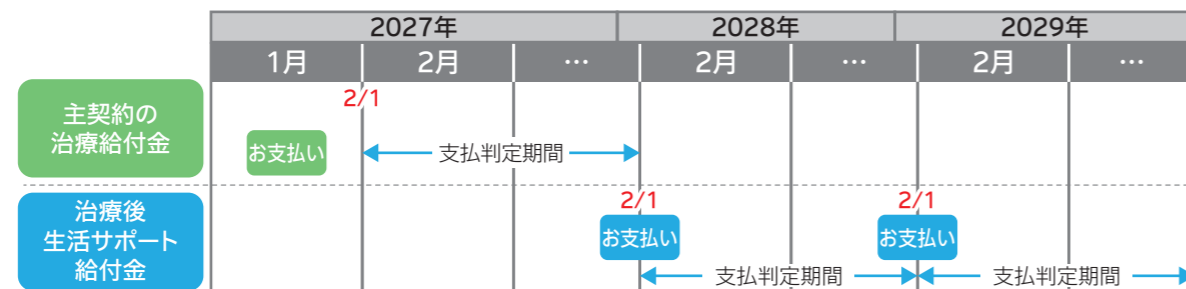 2027年 2028年 2029年
1月 2月 … 2月 … 2月 …
主契約の
治療給付金
2/1
お支払い 支払判定期間
治療後
生活サポート
給付金
2/1 2/1
お支払い お支払い
支払判定期間 支払判定期間